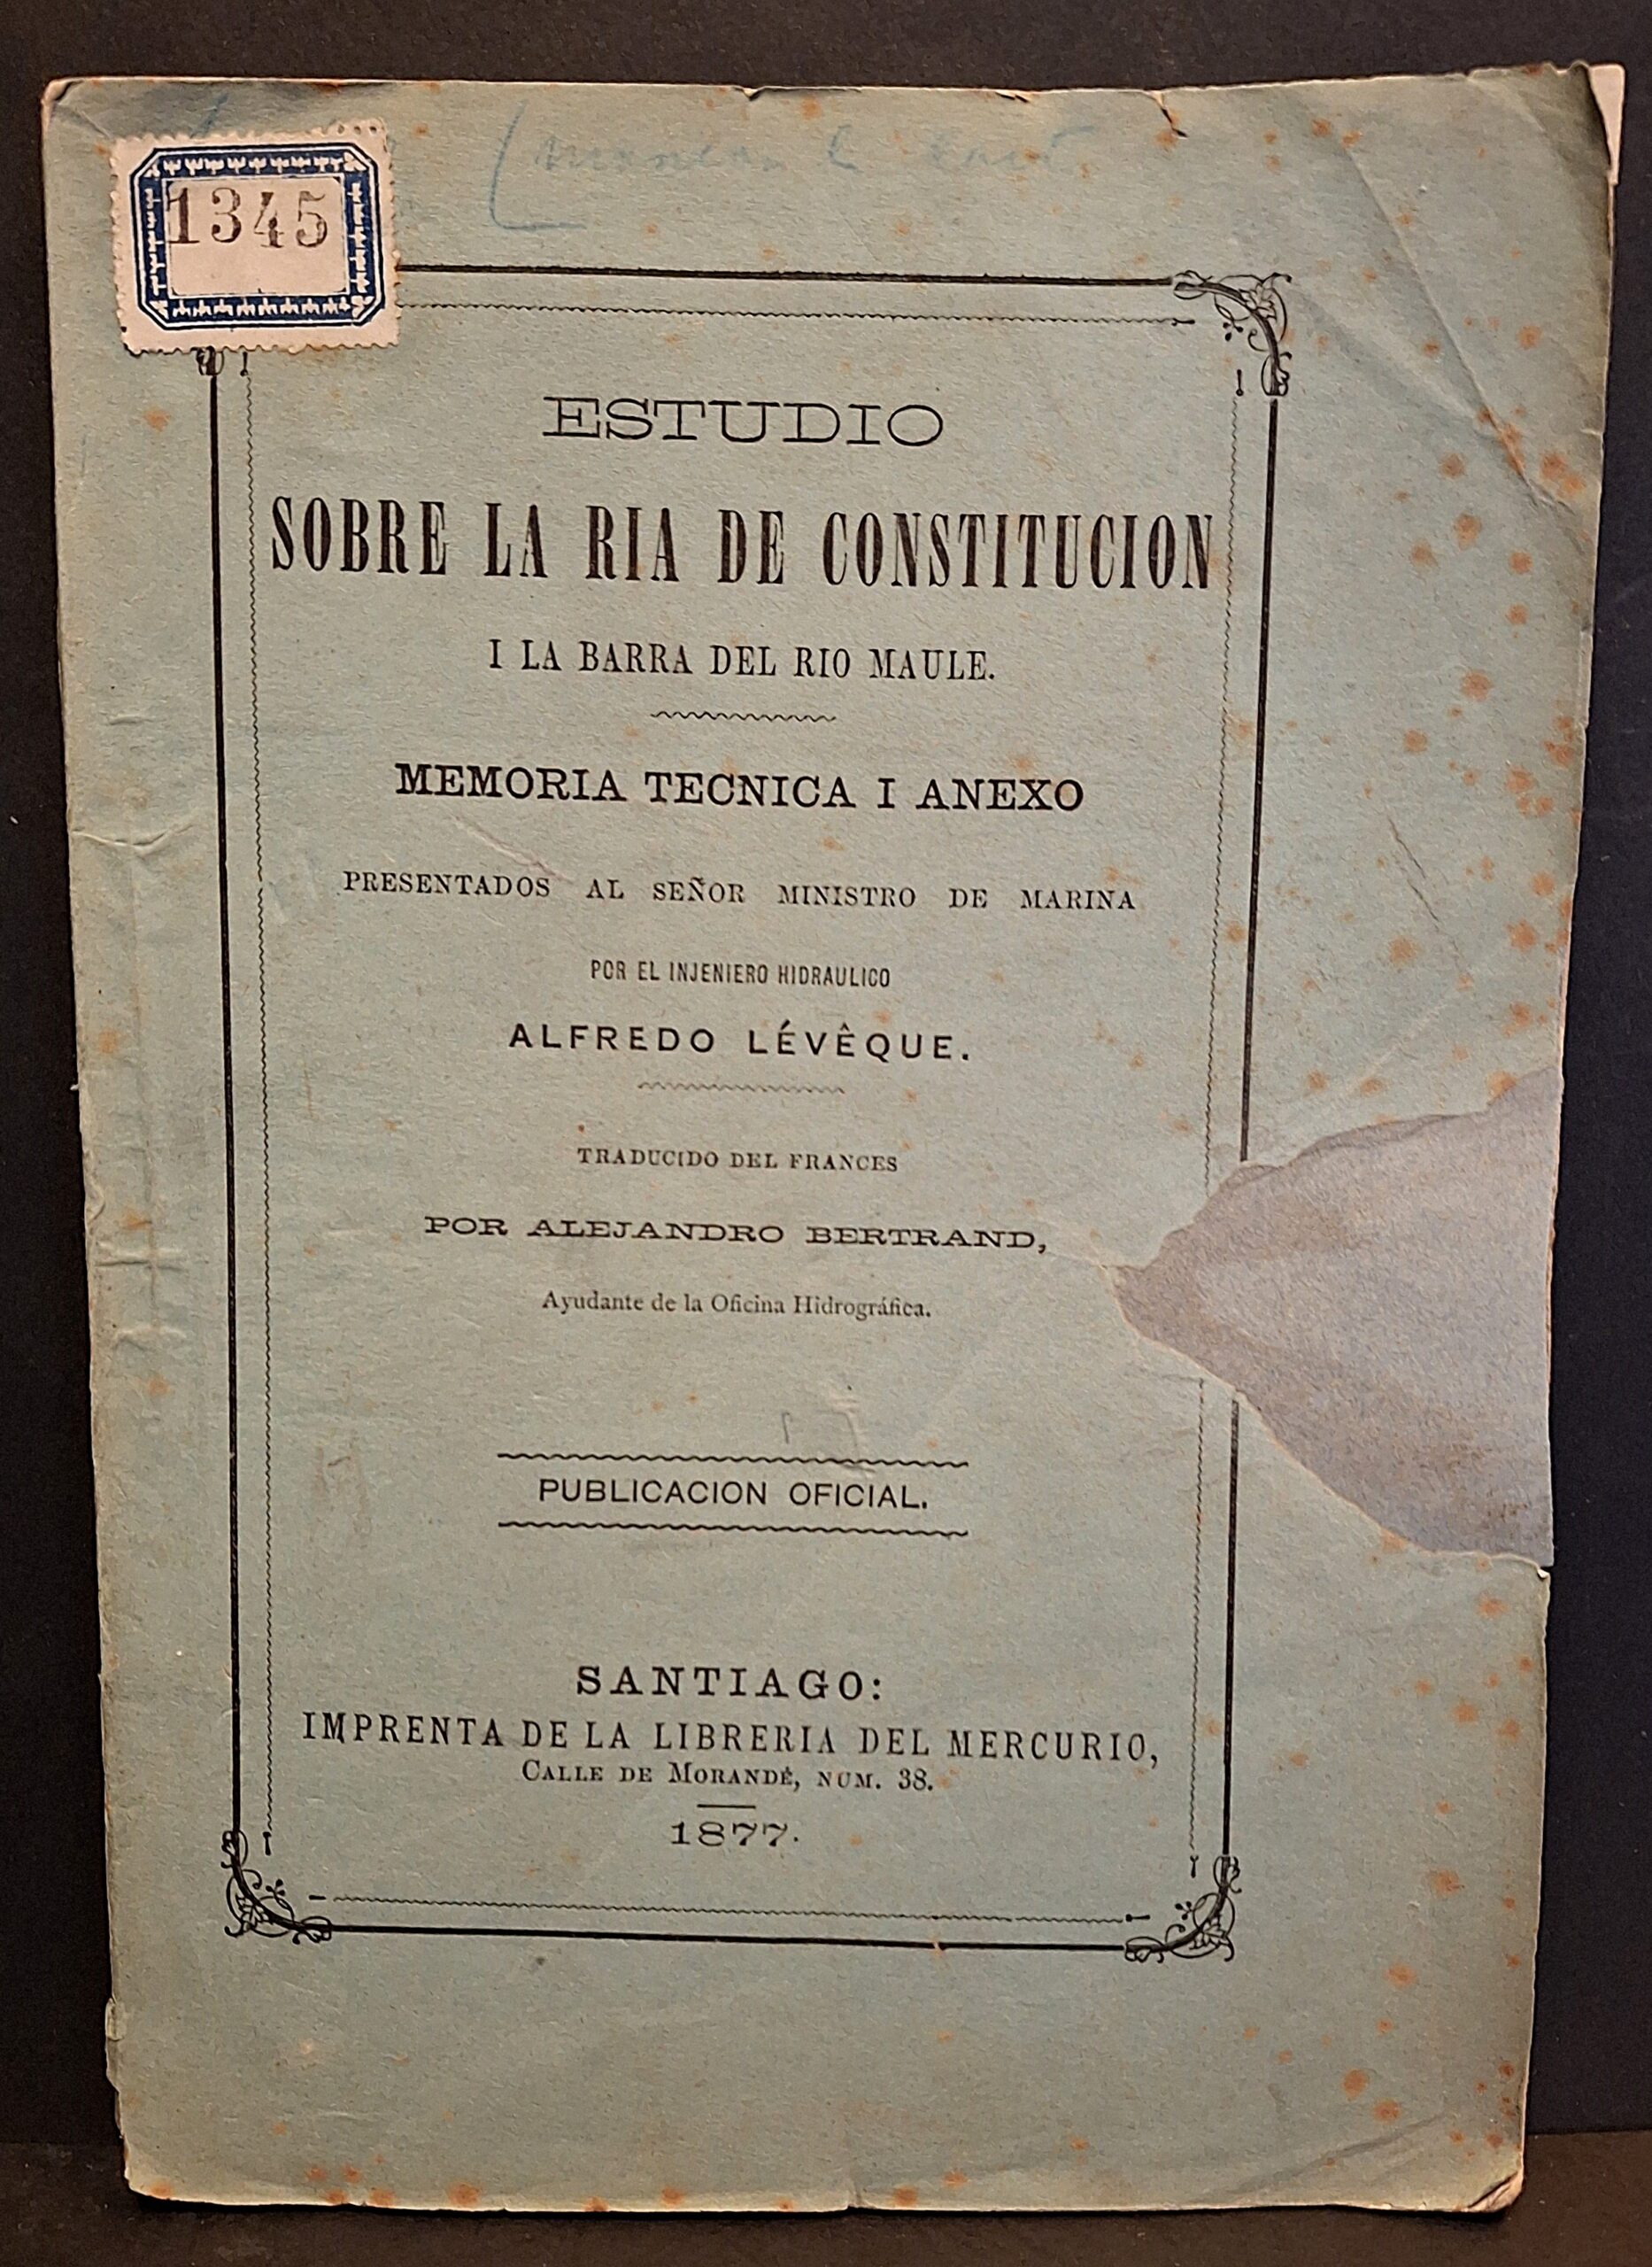 1345
ESTUDIO
SOBRE LA RIA DE CONSTITUCION
I LA BARRA DEL RIO MAULE.
MEMORIA TECNICA I ANEXO
PRESENTADOS AL SEÑOR MINISTRO DE MARINA
POR EL INJENIERO HIDRAULICO
ALFREDO LÉVÊQUE.
TRADUCIDO DEL FRANCES
POR ALEJANDRO BERTRAND,
Ayudante de la Oficina Hidrográfica.
PUBLICACION OFICIAL.
SANTIAGO:
IMPRENTA DE LA LIBRERIA DEL MERCURIO,
CALLE DE MORANDÉ, NUM. 38.
1877.